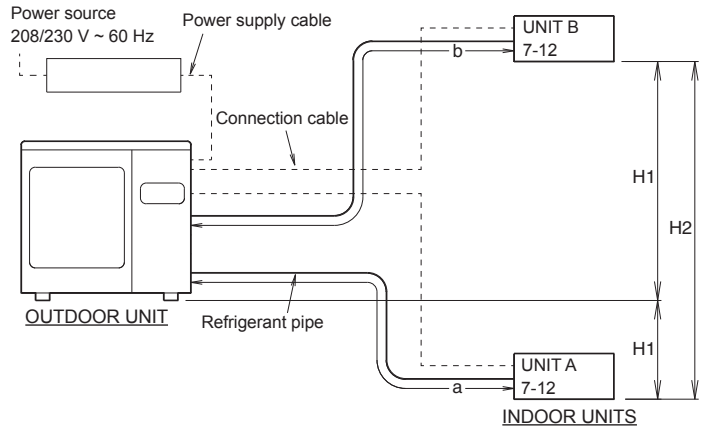 Power source
208/230 V ~ 60 Hz
Power supply cable
UNIT B
7-12
b
Connection cable
H1
H2
OUTDOOR UNIT
Refrigerant pipe
H1
UNIT A
7-12
a
INDOOR UNITS